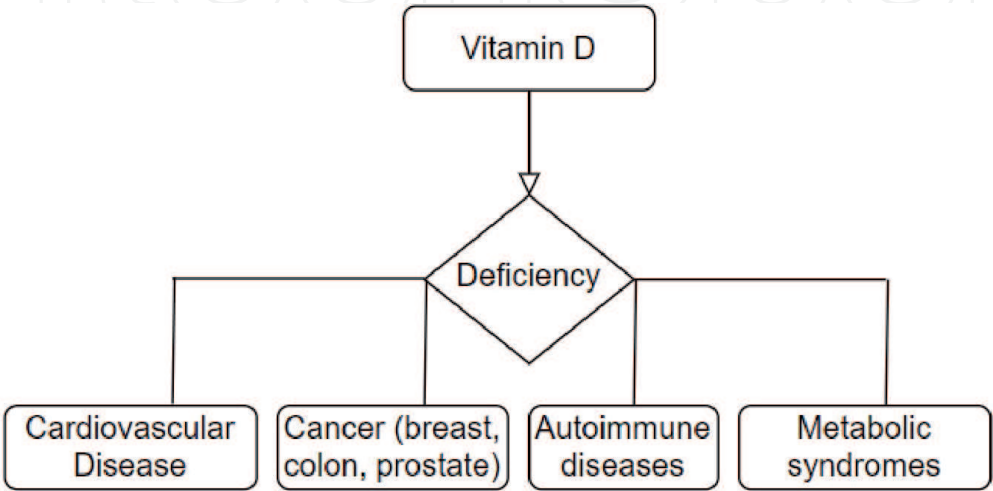 Vitamin D
Deficiency
Cardiovascular
Disease
Cancer (breast,
colon, prostate)
Autoimmune
diseases
Metabolic
syndromes